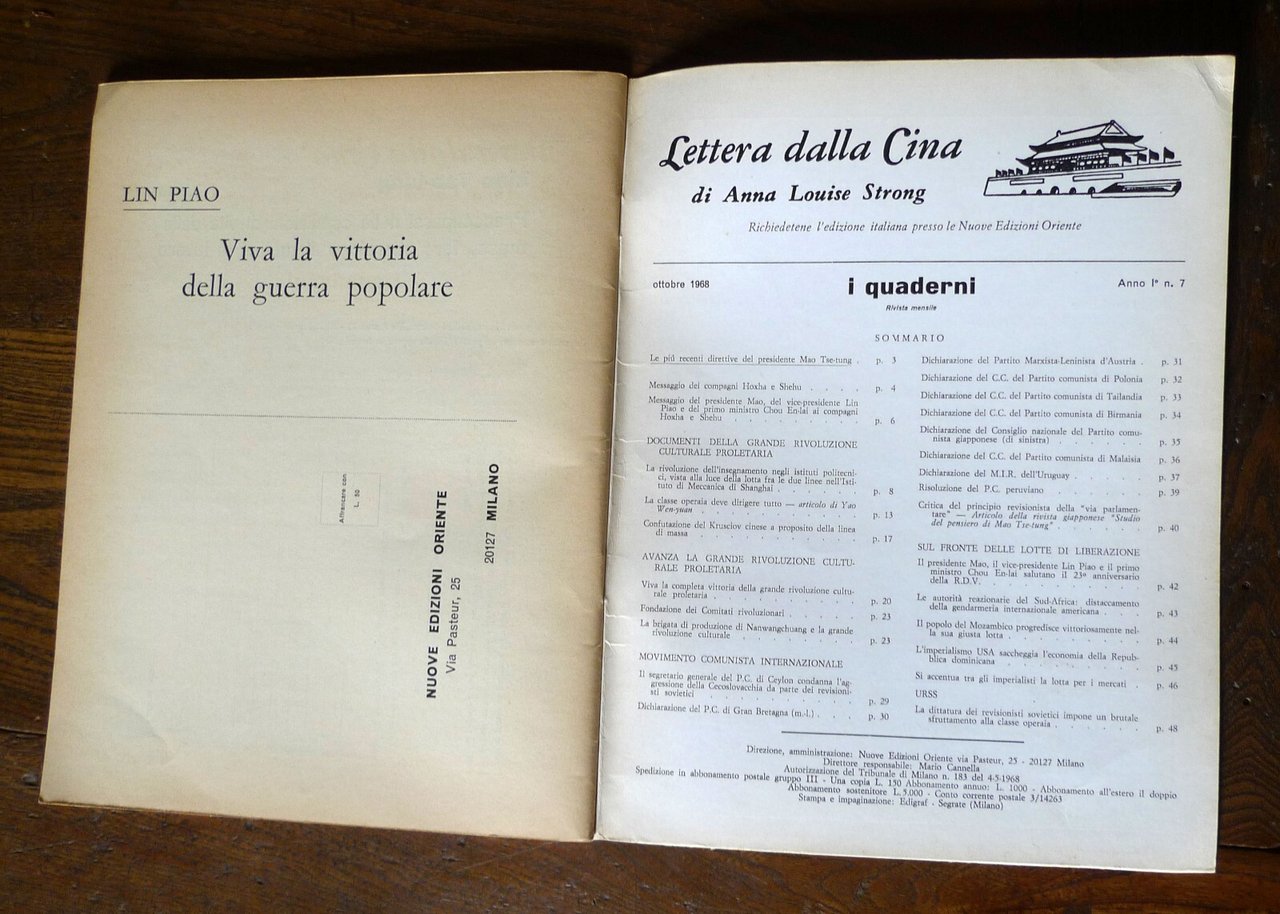 LIN PIAO
Viva la vittoria
della guerra popolare
Affrancare con
L. 50
NUOVE EDIZIONI ORIENTE
Via Pasteur, 25
20127 MILANO
Lettera dalla Cina
di Anna Louise Strong
Richiedetene l'edizione italiana presso le Nuove Edizioni Oriente
ottobre 1968
i quaderni
Anno I° n. 7
Rivista mensile
SOMMARIO
Le più recenti direttive del presidente Mao Tse-tung . p. 3
Messaggio dei compagni Hoxha e Shehu . . . . p. 4
Messaggio del presidente Mao, del vice-presidente Lin
Piao e del primo ministro Chou En-lai ai compagni
Hoxha e Shehu . . . . . . . . p. 6
DOCUMENTI DELLA GRANDE RIVOLUZIONE
CULTURALE PROLETARIA
La rivoluzione dell'insegnamento negli istituti politecni-
ci, vista alla luce della lotta fra le due linee nell'Isti-
tuto di Meccanica di Shanghai . . . . . p. 8
La classe operaia deve dirigere tutto — articolo di Yao
Wen-yuan . . . . . . . . . p. 13
Confutazione del Krusciov cinese a proposito della linea
di massa . . . . . . . . . p. 17
AVANZA LA GRANDE RIVOLUZIONE CULTU-
RALE PROLETARIA
Viva la completa vittoria della grande rivoluzione cultu-
rale proletaria . . . . . . . . p. 20
Fondazione dei Comitati rivoluzionari . . . . p. 23
La brigata di produzione di Nanwangchuang e la grande
rivoluzione culturale . . . . . . . p. 23
MOVIMENTO COMUNISTA INTERNAZIONALE
Il segretario generale del P.C. di Ceylon condanna l'ag-
gressione della Cecoslovacchia da parte dei revisioni-
sti sovietici . . . . . . . . p. 29
Dichiarazione del P.C. di Gran Bretagna (m.-l.) . . . p. 30
Dichiarazione del Partito Marxista-Leninista d'Austria . p. 31
Dichiarazione del C.C. del Partito comunista di Polonia p. 32
Dichiarazione del C.C. del Partito comunista di Tailandia p. 33
Dichiarazione del C.C. del Partito comunista di Birmania p. 34
Dichiarazione del Consiglio nazionale del Partito comu-
nista giapponese (di sinistra) . . . . . p. 35
Dichiarazione del C.C. del Partito comunista di Malaisia p. 36
Dichiarazione del M.I.R. dell'Uruguay . . . . p. 37
Risoluzione del P.C. peruviano . . . . . p. 39
Critica del principio revisionista della "via parlamen-
tare" — Articolo della rivista giapponese "Studio
del pensiero di Mao Tse-tung" . . . . . p. 40
SUL FRONTE DELLE LOTTE DI LIBERAZIONE
Il presidente Mao, il vice-presidente Lin Piao e il primo
ministro Chou En-lai salutano il 23° anniversario
della R.D.V. . . . . . . . . p. 42
Le autorità reazionarie del Sud-Africa: distaccamento
della gendarmeria internazionale americana . . . p. 43
Il popolo del Mozambico progredisce vittoriosamente nel-
la sua giusta lotta . . . . . . . p. 44
L'imperialismo USA saccheggia l'economia della Repub-
blica dominicana . . . . . . . p. 45
Si accentua tra gli imperialisti la lotta per i mercati . p. 46
URSS
La dittatura dei revisionisti sovietici impone un brutale
sfruttamento alla classe operaia . . . . . p. 48
Direzione, amministrazione: Nuove Edizioni Oriente via Pasteur, 25 - 20127 Milano
Direttore responsabile: Mario Cannella
Autorizzazione del Tribunale di Milano n. 183 del 4-5-1968
Spedizione in abbonamento postale gruppo III - Una copia L. 150 Abbonamento annuo: L. 1000 - Abbonamento all'estero il doppio
Abbonamento sostenitore L. 5.000 - Conto corrente postale 3/14263
Stampa e impaginazione: Edigraf - Segrate (Milano)